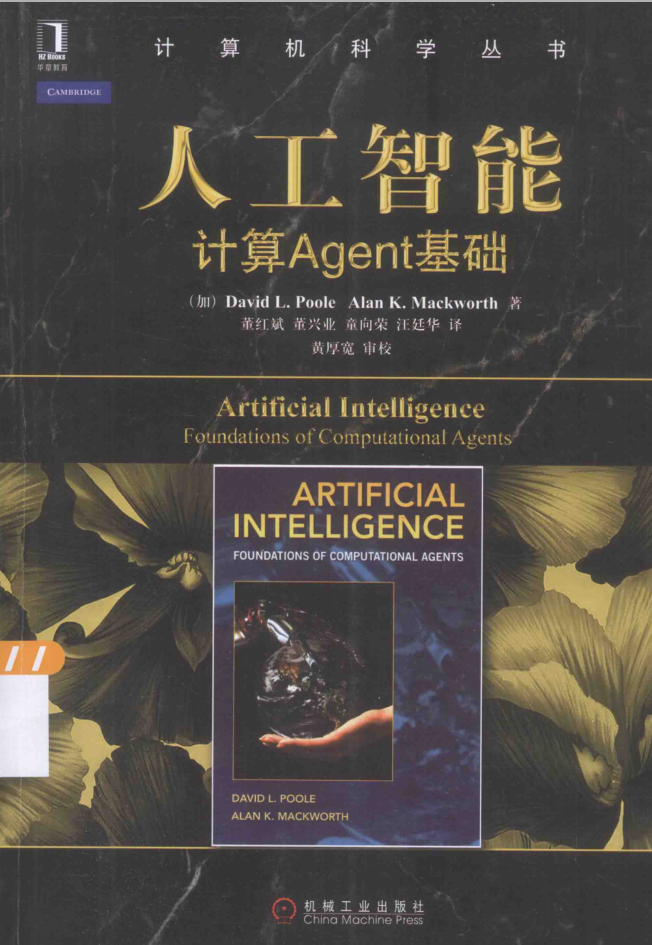 HZ Books
华章教育
计算机科学丛书
CAMBRIDGE
人工智能
计算Agent基础
（加）David L. Poole Alan K. Mackworth 著
董红斌 董兴业 童向荣 汪廷华 译
黄厚宽 审校
Artificial Intelligence
Foundations of Computational Agents
ARTIFICIAL
INTELLIGENCE
FOUNDATIONS OF COMPUTATIONAL AGENTS
DAVID L. POOLE
ALAN K. MACKWORTH
机械工业出版社
China Machine Press